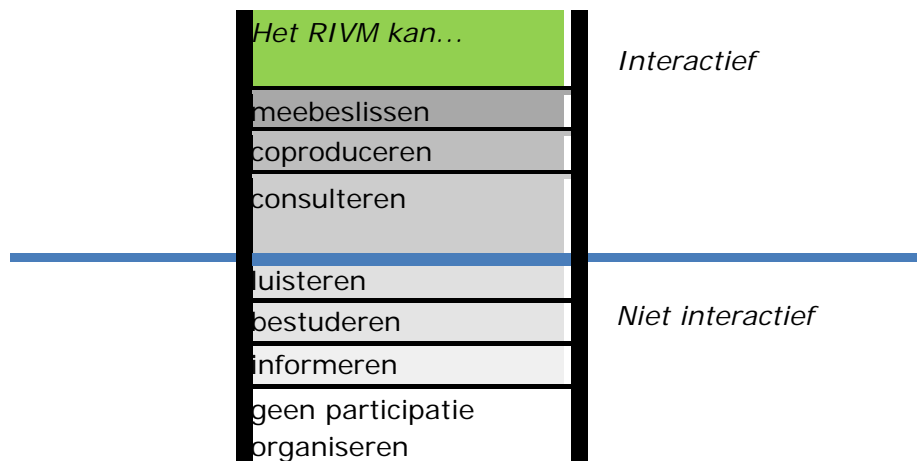 Het RIVM kan...
Interactief
meebeslissen
coproduceren
consulteren
luisteren
bestuderen
Niet interactief
informeren
geen participatie
organiseren